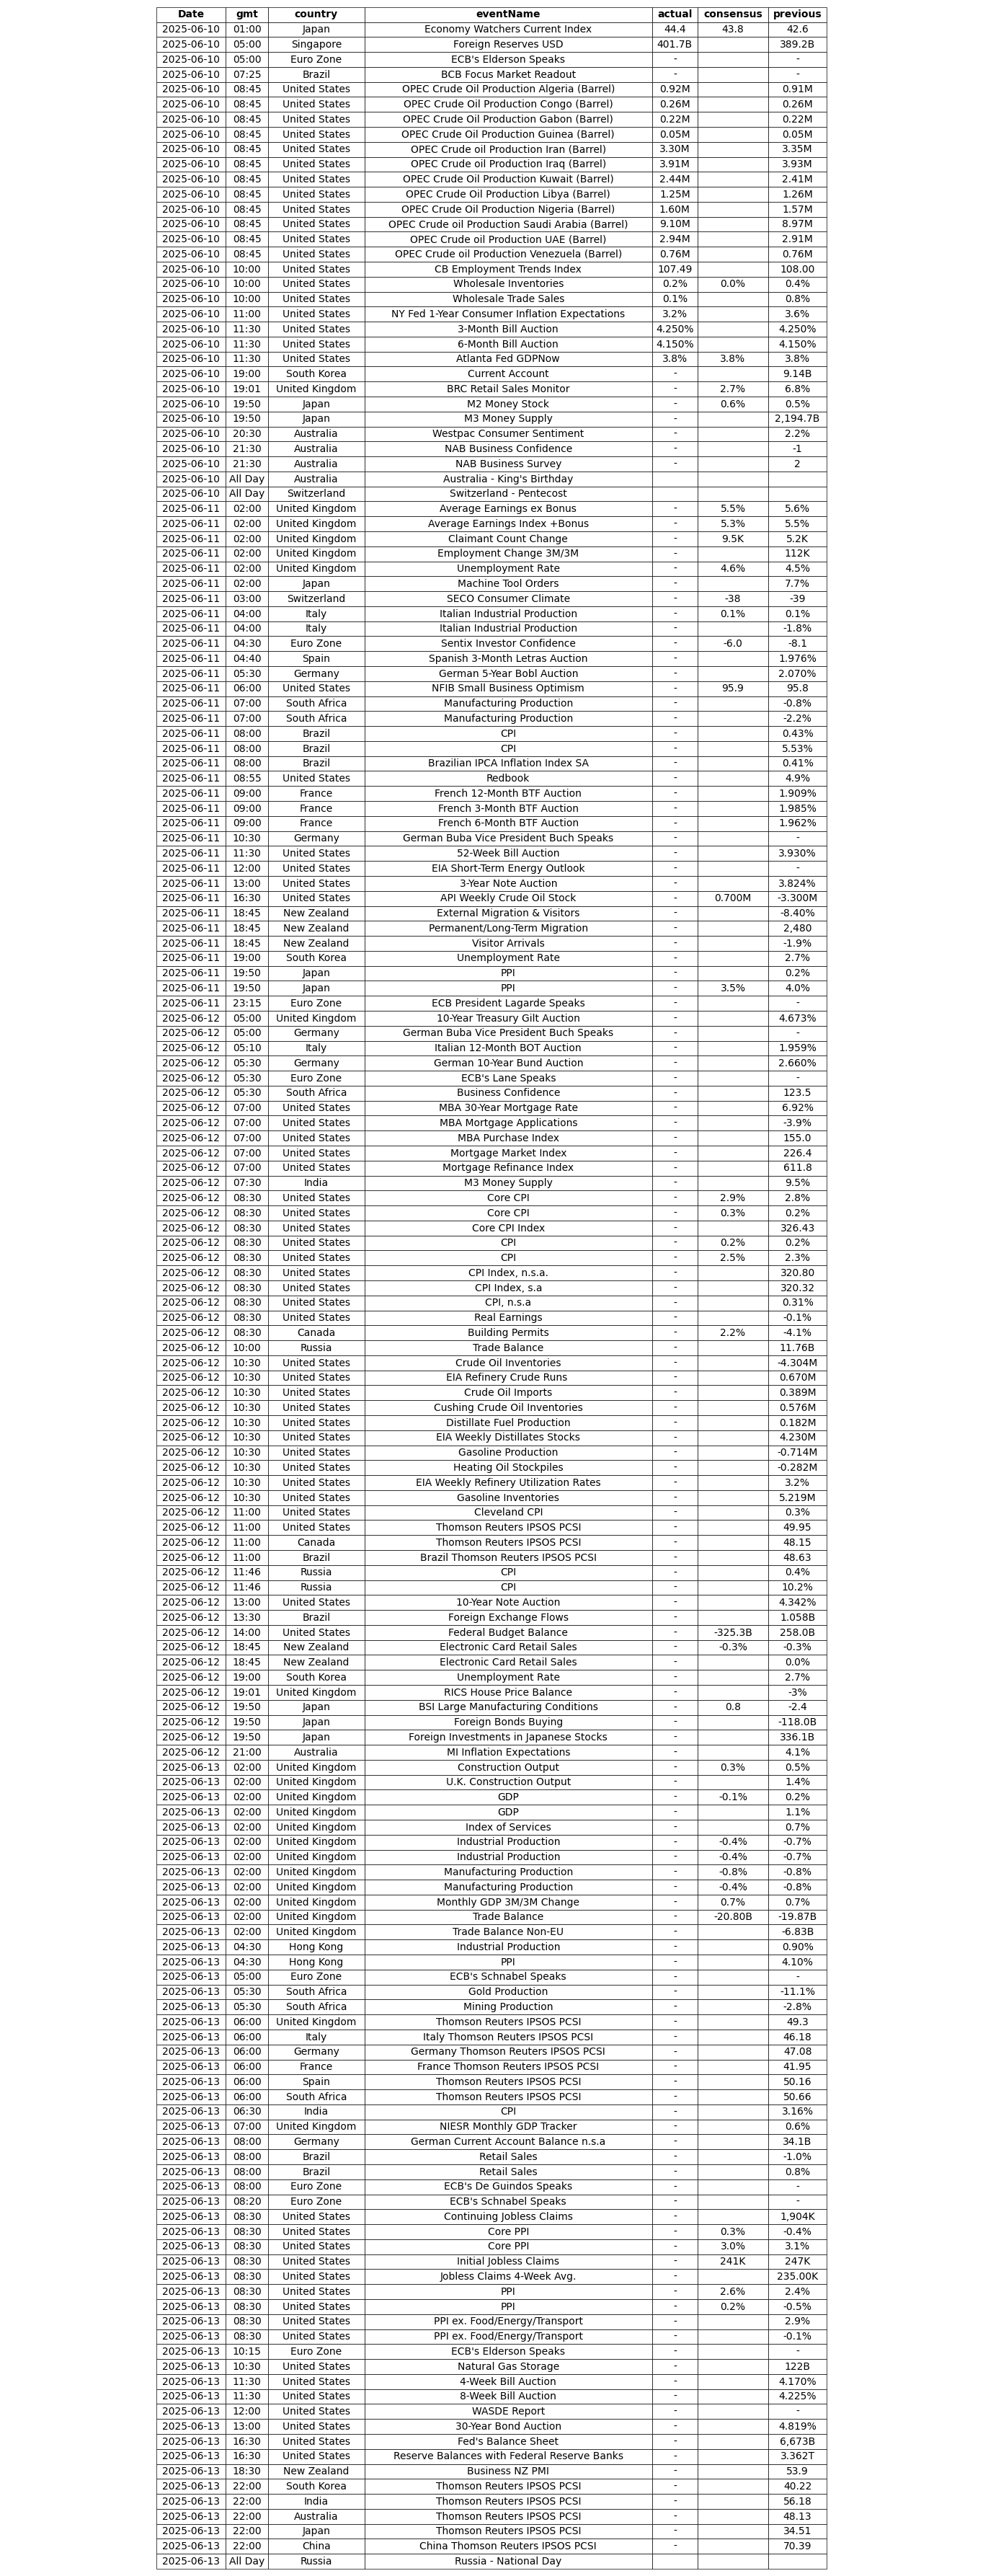 Date gmt country eventName actual consensus previous
2025-06-10 01:00 Japan Economy Watchers Current Index 44.4 43.8 42.6
2025-06-10 05:00 Singapore Foreign Reserves USD 401.7B 389.2B
2025-06-10 05:00 Euro Zone ECB's Elderson Speaks - -
2025-06-10 07:25 Brazil BCB Focus Market Readout - -
2025-06-10 08:45 United States OPEC Crude Oil Production Algeria (Barrel) 0.92M 0.91M
2025-06-10 08:45 United States OPEC Crude Oil Production Congo (Barrel) 0.26M 0.26M
2025-06-10 08:45 United States OPEC Crude Oil Production Gabon (Barrel) 0.22M 0.22M
2025-06-10 08:45 United States OPEC Crude Oil Production Guinea (Barrel) 0.05M 0.05M
2025-06-10 08:45 United States OPEC Crude oil Production Iran (Barrel) 3.30M 3.35M
2025-06-10 08:45 United States OPEC Crude oil Production Iraq (Barrel) 3.91M 3.93M
2025-06-10 08:45 United States OPEC Crude Oil Production Kuwait (Barrel) 2.44M 2.41M
2025-06-10 08:45 United States OPEC Crude Oil Production Libya (Barrel) 1.25M 1.26M
2025-06-10 08:45 United States OPEC Crude Oil Production Nigeria (Barrel) 1.60M 1.57M
2025-06-10 08:45 United States OPEC Crude oil Production Saudi Arabia (Barrel) 9.10M 8.97M
2025-06-10 08:45 United States OPEC Crude oil Production UAE (Barrel) 2.94M 2.91M
2025-06-10 08:45 United States OPEC Crude oil Production Venezuela (Barrel) 0.76M 0.76M
2025-06-10 10:00 United States CB Employment Trends Index 107.49 108.00
2025-06-10 10:00 United States Wholesale Inventories 0.2% 0.0% 0.4%
2025-06-10 10:00 United States Wholesale Trade Sales 0.1% 0.8%
2025-06-10 11:00 United States NY Fed 1-Year Consumer Inflation Expectations 3.2% 3.6%
2025-06-10 11:30 United States 3-Month Bill Auction 4.250% 4.250%
2025-06-10 11:30 United States 6-Month Bill Auction 4.150% 4.150%
2025-06-10 11:30 United States Atlanta Fed GDPNow 3.8% 3.8% 3.8%
2025-06-10 19:00 South Korea Current Account - 9.14B
2025-06-10 19:01 United Kingdom BRC Retail Sales Monitor - 2.7% 6.8%
2025-06-10 19:50 Japan M2 Money Stock - 0.6% 0.5%
2025-06-10 19:50 Japan M3 Money Supply - 2,194.7B
2025-06-10 20:30 Australia Westpac Consumer Sentiment - 2.2%
2025-06-10 21:30 Australia NAB Business Confidence - -1
2025-06-10 21:30 Australia NAB Business Survey - 2
2025-06-10 All Day Australia Australia - King's Birthday
2025-06-10 All Day Switzerland Switzerland - Pentecost
2025-06-11 02:00 United Kingdom Average Earnings ex Bonus - 5.5% 5.6%
2025-06-11 02:00 United Kingdom Average Earnings Index +Bonus - 5.3% 5.5%
2025-06-11 02:00 United Kingdom Claimant Count Change - 9.5K 5.2K
2025-06-11 02:00 United Kingdom Employment Change 3M/3M - 112K
2025-06-11 02:00 United Kingdom Unemployment Rate - 4.6% 4.5%
2025-06-11 02:00 Japan Machine Tool Orders - 7.7%
2025-06-11 03:00 Switzerland SECO Consumer Climate - -38 -39
2025-06-11 04:00 Italy Italian Industrial Production - 0.1% 0.1%
2025-06-11 04:00 Italy Italian Industrial Production - -1.8%
2025-06-11 04:30 Euro Zone Sentix Investor Confidence - -6.0 -8.1
2025-06-11 04:40 Spain Spanish 3-Month Letras Auction - 1.976%
2025-06-11 05:30 Germany German 5-Year Bobl Auction - 2.070%
2025-06-11 06:00 United States NFIB Small Business Optimism - 95.9 95.8
2025-06-11 07:00 South Africa Manufacturing Production - -0.8%
2025-06-11 07:00 South Africa Manufacturing Production - -2.2%
2025-06-11 08:00 Brazil CPI - 0.43%
2025-06-11 08:00 Brazil CPI - 5.53%
2025-06-11 08:00 Brazil Brazilian IPCA Inflation Index SA - 0.41%
2025-06-11 08:55 United States Redbook - 4.9%
2025-06-11 09:00 France French 12-Month BTF Auction - 1.909%
2025-06-11 09:00 France French 3-Month BTF Auction - 1.985%
2025-06-11 09:00 France French 6-Month BTF Auction - 1.962%
2025-06-11 10:30 Germany German Buba Vice President Buch Speaks - -
2025-06-11 11:30 United States 52-Week Bill Auction - 3.930%
2025-06-11 12:00 United States EIA Short-Term Energy Outlook - -
2025-06-11 13:00 United States 3-Year Note Auction - 3.824%
2025-06-11 16:30 United States API Weekly Crude Oil Stock - 0.700M -3.300M
2025-06-11 18:45 New Zealand External Migration & Visitors - -8.40%
2025-06-11 18:45 New Zealand Permanent/Long-Term Migration - 2,480
2025-06-11 18:45 New Zealand Visitor Arrivals - -1.9%
2025-06-11 19:00 South Korea Unemployment Rate - 2.7%
2025-06-11 19:50 Japan PPI - 0.2%
2025-06-11 19:50 Japan PPI - 3.5% 4.0%
2025-06-11 23:15 Euro Zone ECB President Lagarde Speaks - -
2025-06-12 05:00 United Kingdom 10-Year Treasury Gilt Auction - 4.673%
2025-06-12 05:00 Germany German Buba Vice President Buch Speaks - -
2025-06-12 05:10 Italy Italian 12-Month BOT Auction - 1.959%
2025-06-12 05:30 Germany German 10-Year Bund Auction - 2.660%
2025-06-12 05:30 Euro Zone ECB's Lane Speaks - -
2025-06-12 05:30 South Africa Business Confidence - 123.5
2025-06-12 07:00 United States MBA 30-Year Mortgage Rate - 6.92%
2025-06-12 07:00 United States MBA Mortgage Applications - -3.9%
2025-06-12 07:00 United States MBA Purchase Index - 155.0
2025-06-12 07:00 United States Mortgage Market Index - 226.4
2025-06-12 07:00 United States Mortgage Refinance Index - 611.8
2025-06-12 07:30 India M3 Money Supply - 9.5%
2025-06-12 08:30 United States Core CPI - 2.9% 2.8%
2025-06-12 08:30 United States Core CPI - 0.3% 0.2%
2025-06-12 08:30 United States Core CPI Index - 326.43
2025-06-12 08:30 United States CPI - 0.2% 0.2%
2025-06-12 08:30 United States CPI - 2.5% 2.3%
2025-06-12 08:30 United States CPI Index, n.s.a. - 320.80
2025-06-12 08:30 United States CPI Index, s.a - 320.32
2025-06-12 08:30 United States CPI, n.s.a - 0.31%
2025-06-12 08:30 United States Real Earnings - -0.1%
2025-06-12 08:30 Canada Building Permits - 2.2% -4.1%
2025-06-12 10:00 Russia Trade Balance - 11.76B
2025-06-12 10:30 United States Crude Oil Inventories - -4.304M
2025-06-12 10:30 United States EIA Refinery Crude Runs - 0.670M
2025-06-12 10:30 United States Crude Oil Imports - 0.389M
2025-06-12 10:30 United States Cushing Crude Oil Inventories - 0.576M
2025-06-12 10:30 United States Distillate Fuel Production - 0.182M
2025-06-12 10:30 United States EIA Weekly Distillates Stocks - 4.230M
2025-06-12 10:30 United States Gasoline Production - -0.714M
2025-06-12 10:30 United States Heating Oil Stockpiles - -0.282M
2025-06-12 10:30 United States EIA Weekly Refinery Utilization Rates - 3.2%
2025-06-12 10:30 United States Gasoline Inventories - 5.219M
2025-06-12 11:00 United States Cleveland CPI - 0.3%
2025-06-12 11:00 United States Thomson Reuters IPSOS PCSI - 49.95
2025-06-12 11:00 Canada Thomson Reuters IPSOS PCSI - 48.15
2025-06-12 11:00 Brazil Brazil Thomson Reuters IPSOS PCSI - 48.63
2025-06-12 11:46 Russia CPI - 0.4%
2025-06-12 11:46 Russia CPI - 10.2%
2025-06-12 13:00 United States 10-Year Note Auction - 4.342%
2025-06-12 13:30 Brazil Foreign Exchange Flows - 1.058B
2025-06-12 14:00 United States Federal Budget Balance - -325.3B 258.0B
2025-06-12 18:45 New Zealand Electronic Card Retail Sales - -0.3% -0.3%
2025-06-12 18:45 New Zealand Electronic Card Retail Sales - 0.0%
2025-06-12 19:00 South Korea Unemployment Rate - 2.7%
2025-06-12 19:01 United Kingdom RICS House Price Balance - -3%
2025-06-12 19:50 Japan BSI Large Manufacturing Conditions - 0.8 -2.4
2025-06-12 19:50 Japan Foreign Bonds Buying - -118.0B
2025-06-12 19:50 Japan Foreign Investments in Japanese Stocks - 336.1B
2025-06-12 21:00 Australia MI Inflation Expectations - 4.1%
2025-06-13 02:00 United Kingdom Construction Output - 0.3% 0.5%
2025-06-13 02:00 United Kingdom U.K. Construction Output - 1.4%
2025-06-13 02:00 United Kingdom GDP - -0.1% 0.2%
2025-06-13 02:00 United Kingdom GDP - 1.1%
2025-06-13 02:00 United Kingdom Index of Services - 0.7%
2025-06-13 02:00 United Kingdom Industrial Production - -0.4% -0.7%
2025-06-13 02:00 United Kingdom Industrial Production - -0.4% -0.7%
2025-06-13 02:00 United Kingdom Manufacturing Production - -0.8% -0.8%
2025-06-13 02:00 United Kingdom Manufacturing Production - -0.4% -0.8%
2025-06-13 02:00 United Kingdom Monthly GDP 3M/3M Change - 0.7% 0.7%
2025-06-13 02:00 United Kingdom Trade Balance - -20.80B -19.87B
2025-06-13 02:00 United Kingdom Trade Balance Non-EU - -6.83B
2025-06-13 04:30 Hong Kong Industrial Production - 0.90%
2025-06-13 04:30 Hong Kong PPI - 4.10%
2025-06-13 05:00 Euro Zone ECB's Schnabel Speaks - -
2025-06-13 05:30 South Africa Gold Production - -11.1%
2025-06-13 05:30 South Africa Mining Production - -2.8%
2025-06-13 06:00 United Kingdom Thomson Reuters IPSOS PCSI - 49.3
2025-06-13 06:00 Italy Italy Thomson Reuters IPSOS PCSI - 46.18
2025-06-13 06:00 Germany Germany Thomson Reuters IPSOS PCSI - 47.08
2025-06-13 06:00 France France Thomson Reuters IPSOS PCSI - 41.95
2025-06-13 06:00 Spain Thomson Reuters IPSOS PCSI - 50.16
2025-06-13 06:00 South Africa Thomson Reuters IPSOS PCSI - 50.66
2025-06-13 06:30 India CPI - 3.16%
2025-06-13 07:00 United Kingdom NIESR Monthly GDP Tracker - 0.6%
2025-06-13 08:00 Germany German Current Account Balance n.s.a - 34.1B
2025-06-13 08:00 Brazil Retail Sales - -1.0%
2025-06-13 08:00 Brazil Retail Sales - 0.8%
2025-06-13 08:00 Euro Zone ECB's De Guindos Speaks - -
2025-06-13 08:20 Euro Zone ECB's Schnabel Speaks - -
2025-06-13 08:30 United States Continuing Jobless Claims - 1,904K
2025-06-13 08:30 United States Core PPI - 0.3% -0.4%
2025-06-13 08:30 United States Core PPI - 3.0% 3.1%
2025-06-13 08:30 United States Initial Jobless Claims - 241K 247K
2025-06-13 08:30 United States Jobless Claims 4-Week Avg. - 235.00K
2025-06-13 08:30 United States PPI - 2.6% 2.4%
2025-06-13 08:30 United States PPI - 0.2% -0.5%
2025-06-13 08:30 United States PPI ex. Food/Energy/Transport - 2.9%
2025-06-13 08:30 United States PPI ex. Food/Energy/Transport - -0.1%
2025-06-13 10:15 Euro Zone ECB's Elderson Speaks - -
2025-06-13 10:30 United States Natural Gas Storage - 122B
2025-06-13 11:30 United States 4-Week Bill Auction - 4.170%
2025-06-13 11:30 United States 8-Week Bill Auction - 4.225%
2025-06-13 12:00 United States WASDE Report - -
2025-06-13 13:00 United States 30-Year Bond Auction - 4.819%
2025-06-13 16:30 United States Fed's Balance Sheet - 6,673B
2025-06-13 16:30 United States Reserve Balances with Federal Reserve Banks - 3.362T
2025-06-13 18:30 New Zealand Business NZ PMI - 53.9
2025-06-13 22:00 South Korea Thomson Reuters IPSOS PCSI - 40.22
2025-06-13 22:00 India Thomson Reuters IPSOS PCSI - 56.18
2025-06-13 22:00 Australia Thomson Reuters IPSOS PCSI - 48.13
2025-06-13 22:00 Japan Thomson Reuters IPSOS PCSI - 34.51
2025-06-13 22:00 China China Thomson Reuters IPSOS PCSI - 70.39
2025-06-13 All Day Russia Russia - National Day